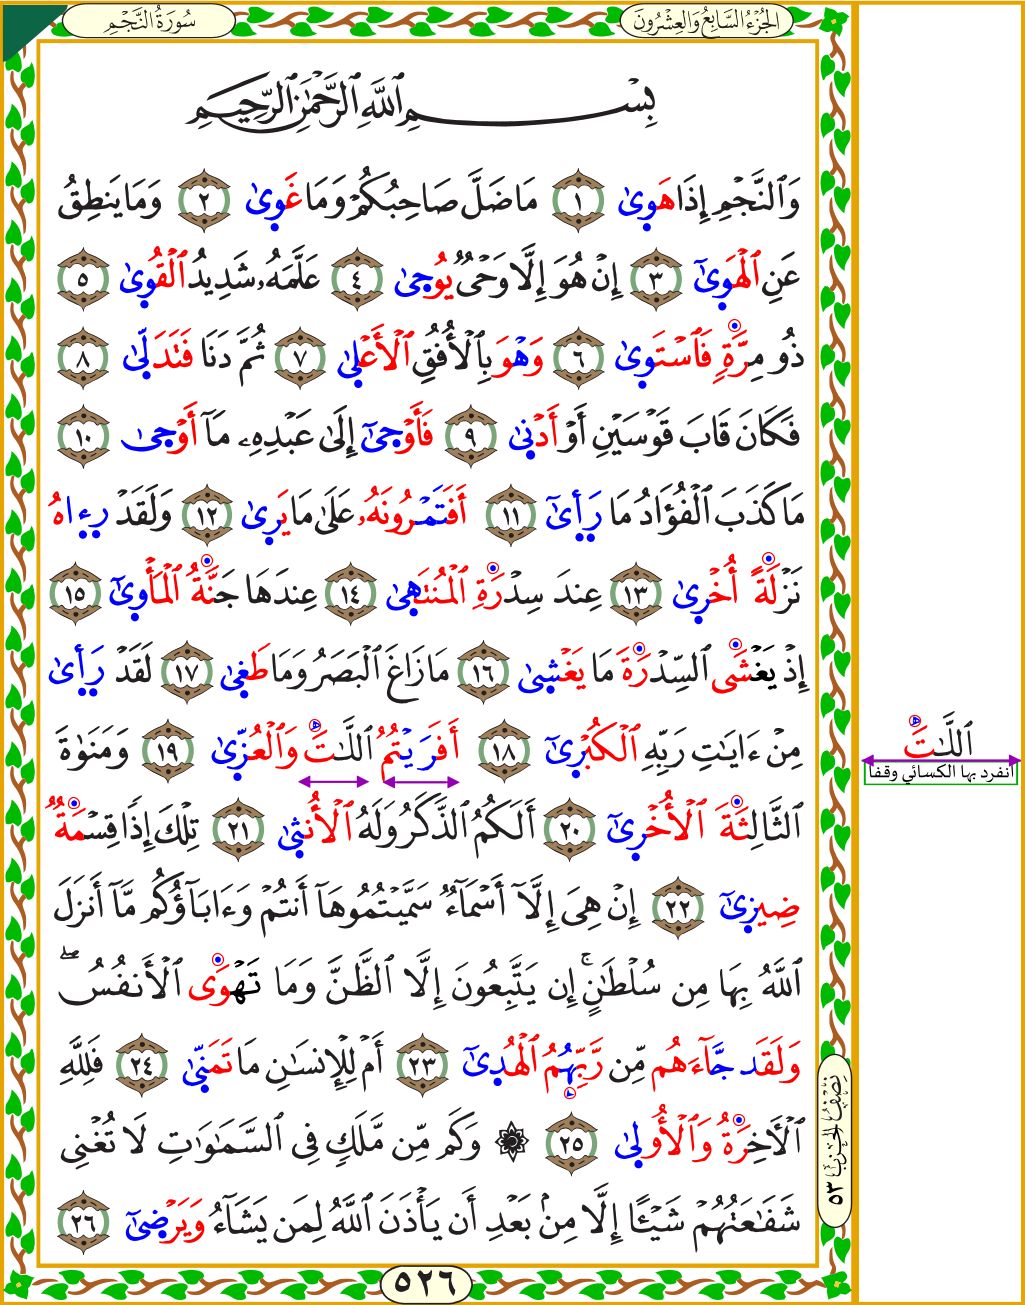 سُورَةُ النَّجْمِ
الجُزْءُ السَّابِعُ وَالعِشْرُونَ
بِسْمِ اللَّهِ الرَّحْمَٰنِ الرَّحِيمِ
وَٱلنَّجْمِ إِذَا هَوِىٰ ١ مَا ضَلَّ صَاحِبُكُمْ وَمَا غَوِىٰ ٢ وَمَا يَنطِقُ
عَنِ ٱلْهَوِىٰٓ ٣ إِنْ هُوَ إِلَّا وَحْىٌ يُوحِىٰ ٤ عَلَّمَهُۥ شَدِيدُ ٱلْقُوِىٰ ٥
ذُو مِرَّةٍ فَٱسْتَوِىٰ ٦ وَهْوَ بِٱلْأُفُقِ ٱلْأَعْلِىٰ ٧ ثُمَّ دَنَا فَتَدَلِّىٰ ٨
فَكَانَ قَابَ قَوْسَيْنِ أَوْ أَدْنِىٰ ٩ فَأَوْحِىٰٓ إِلَىٰ عَبْدِهِۦ مَآ أَوْحِىٰ ١٠
مَا كَذَبَ ٱلْفُؤَادُ مَا رَأِىٰٓ ١١ أَفَتَمْرُونَهُۥ عَلَىٰ مَا يَرِىٰ ١٢ وَلَقَدْ رِءِاهُ
نَزْلَةً أُخْرِىٰ ١٣ عِندَ سِدْرَةِ ٱلْمُنتَهِىٰ ١٤ عِندَهَا جَنَّةُ ٱلْمَأْوِىٰٓ ١٥
إِذْ يَغْشَى ٱلسِّدْرَةَ مَا يَغْشِىٰ ١٦ مَا زَاغَ ٱلْبَصَرُ وَمَا طَغِىٰ ١٧ لَقَدْ رَأِىٰ
مِنْ ءَايَٰتِ رَبِّهِ ٱلْكُبْرِىٰٓ ١٨ أَفَرَيْتُمُ ٱللَّٰتَ وَٱلْعُزِّىٰ ١٩ وَمَنَوٰةَ
ٱلثَّالِثَةَ ٱلْأُخْرِىٰٓ ٢٠ أَلَكُمُ ٱلذَّكَرُ وَلَهُ ٱلْأُنثِىٰ ٢١ تِلْكَ إِذًا قِسْمَةٌ
ضِيزِىٰٓ ٢٢ إِنْ هِىَ إِلَّآ أَسْمَآءٌ سَمَّيْتُمُوهَآ أَنتُمْ وَءَابَآؤُكُم مَّآ أَنزَلَ
ٱللَّهُ بِهَا مِن سُلْطَٰنٍ ۚ إِن يَتَّبِعُونَ إِلَّا ٱلظَّنَّ وَمَا تَهْوَى ٱلْأَنفُسُ ۖ
وَلَقَد جَّآءَهُم مِّن رَّبِّهُمُ ٱلْهُدِىٰٓ ٢٣ أَمْ لِلْإِنسَٰنِ مَا تَمَنِّىٰ ٢٤ فَلِلَّهِ
ٱلْأٓخِرَةُ وَٱلْأُولِىٰ ٢٥ ۞ وَكَم مِّن مَّلَكٍ فِى ٱلسَّمَٰوَٰتِ لَا تُغْنِى
شَفَٰعَتُهُمْ شَيْـًٔا إِلَّا مِنۢ بَعْدِ أَن يَأْذَنَ ٱللَّهُ لِمَن يَشَآءُ وَيَرْضِىٰٓ ٢٦
ٱللَّٰتَ
انفرد بها الكسائي وقفا
نِصْفُ الحِزْبِ ٥٣
٥٢٦